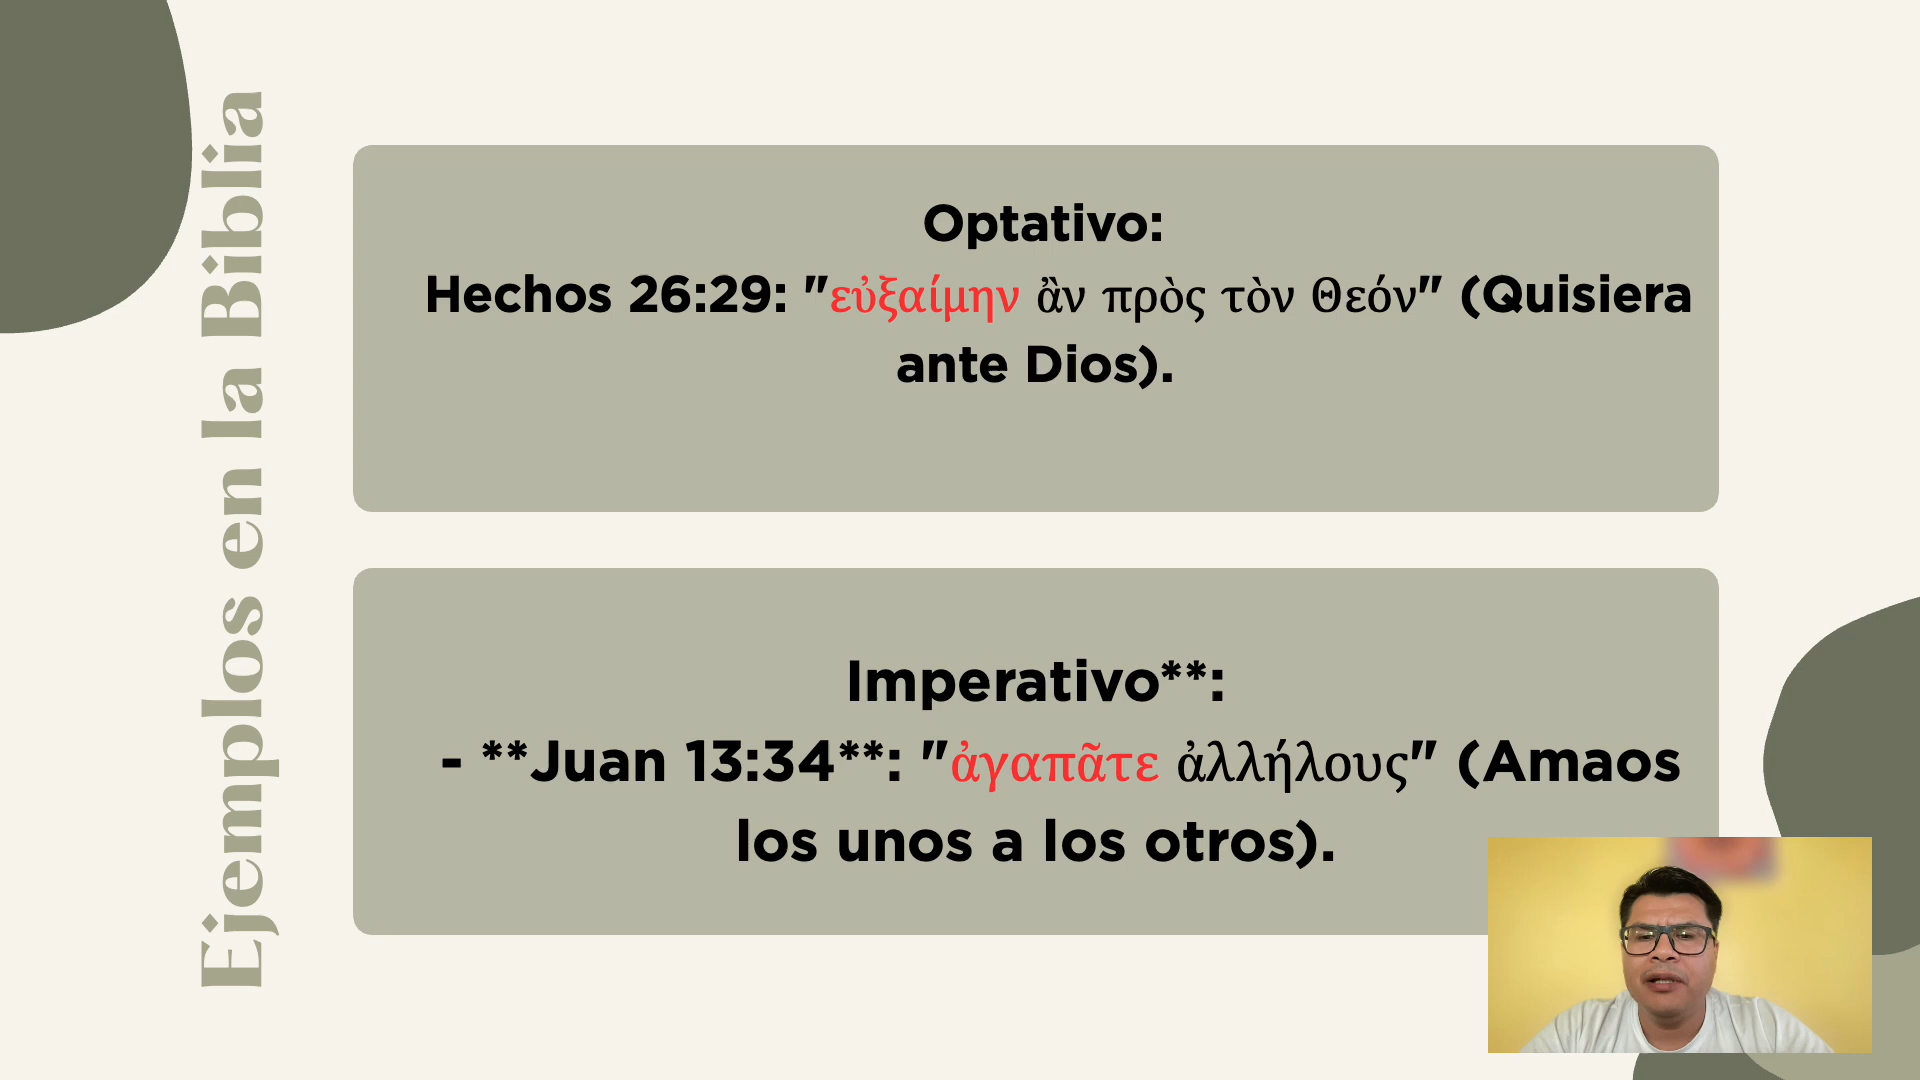 Ejemplos en la Biblia
Optativo:
Hechos 26:29: "εὐξαίμην ἂν πρὸς τὸν Θεόν" (Quisiera
ante Dios).
Imperativo**:
- **Juan 13:34**: "ἀγαπᾶτε ἀλλήλους" (Amaos
los unos a los otros).